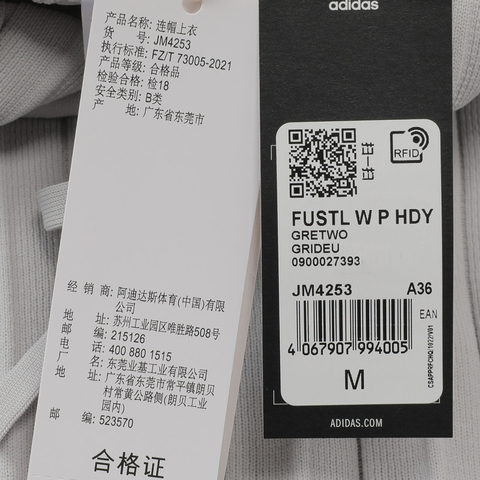 产品名称: 连帽上衣
货 号: JM4253
执行标准: FZ/T 73005-2021
产品等级: 合格品
检验合格: 检18
安全类别: B类
产 地: 广东省东莞市
经 销 商: 阿迪达斯体育(中国)有限
公司
地 址: 苏州工业园区唯胜路508号
邮 编: 215126
电 话: 400 880 1515
厂 名: 东莞业基工业有限公司
地 址: 广东省东莞市常平镇朗贝
村常黄公路侧(朗贝工业
园内)
邮 编: 523570
合格证
adidas
RFID
FUSTL W P HDY
GRETWO
GRIDEU
0900027393
JM4253 A36
EAN
4 067907 994005
M
ADIDAS.COM